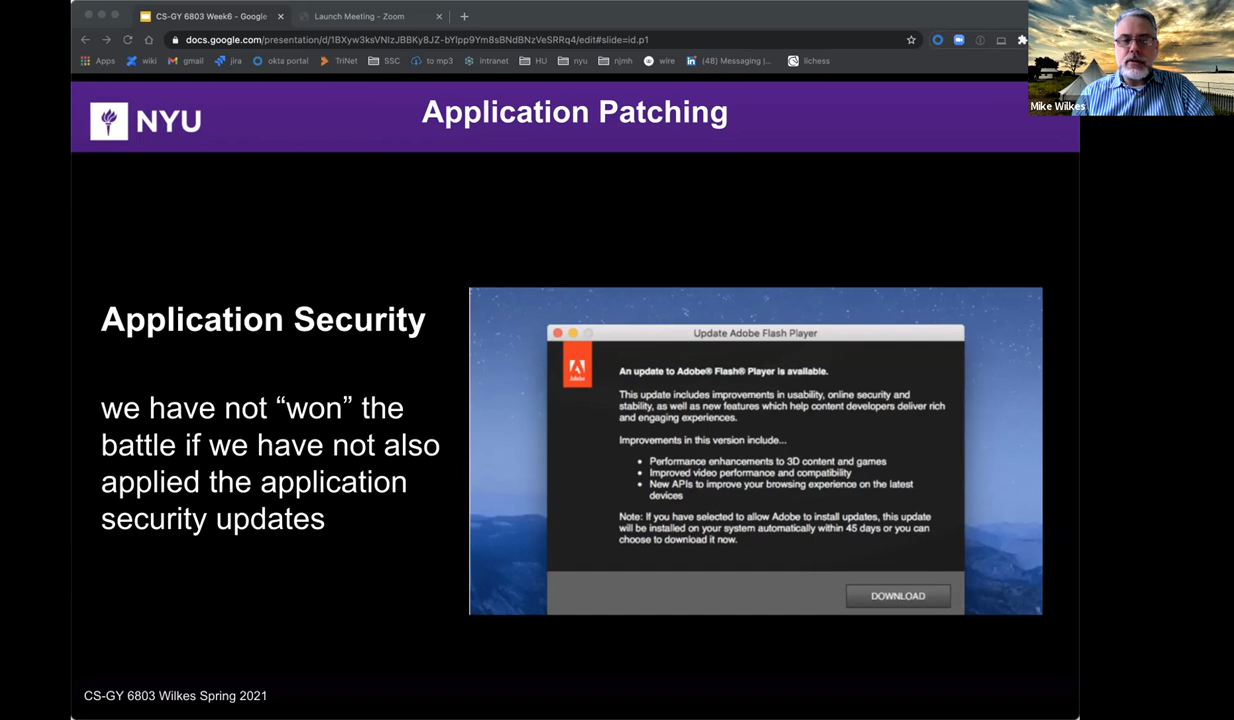 CS-GY 6803 Week6 - Google
Launch Meeting - Zoom
docs.google.com/presentation/d/1BXyw3ksVNIzJBBKy8JZ-bYlpp9Ym8sBNdBNzVeSRRq4/edit#slide=id.p1
Apps wiki gmail jira okta portal TriNet SSC to mp3 intranet HU nyu njmh wire (48) Messaging |... lichess
Mike Wilkes
NYU
Application Patching
Application Security
we have not “won” the
battle if we have not also
applied the application
security updates
Update Adobe Flash Player
Adobe
An update to Adobe® Flash® Player is available.
This update includes improvements in usability, online security and
stability, as well as new features which help content developers deliver rich
and engaging experiences.
Improvements in this version include...
• Performance enhancements to 3D content and games
• Improved video performance and compatibility
• New APIs to improve your browsing experience on the latest
devices
Note: If you have selected to allow Adobe to install updates, this update
will be installed on your system automatically within 45 days or you can
choose to download it now.
DOWNLOAD
CS-GY 6803 Wilkes Spring 2021